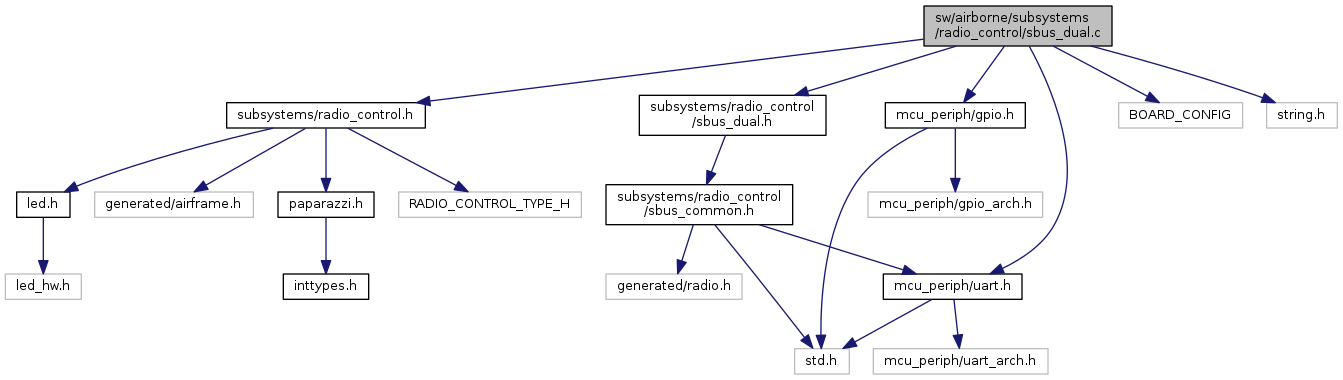 sw/airborne/subsystems
/radio_control/sbus_dual.c
subsystems/radio_control.h
subsystems/radio_control
/sbus_dual.h
mcu_periph/gpio.h
BOARD_CONFIG
string.h
led.h
generated/airframe.h
paparazzi.h
RADIO_CONTROL_TYPE_H
subsystems/radio_control
/sbus_common.h
mcu_periph/gpio_arch.h
led_hw.h
inttypes.h
generated/radio.h
mcu_periph/uart.h
std.h
mcu_periph/uart_arch.h